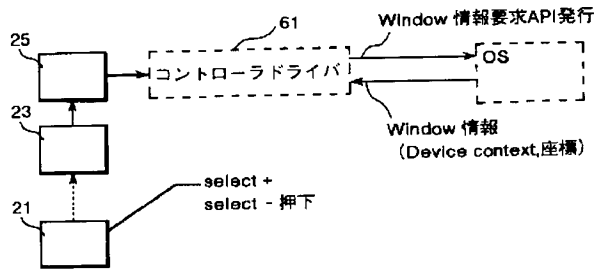 61
Window 情報要求API発行
25
コントローラドライバ
OS
23
Window 情報
(Device context,座標)
select +
select - 押下
21